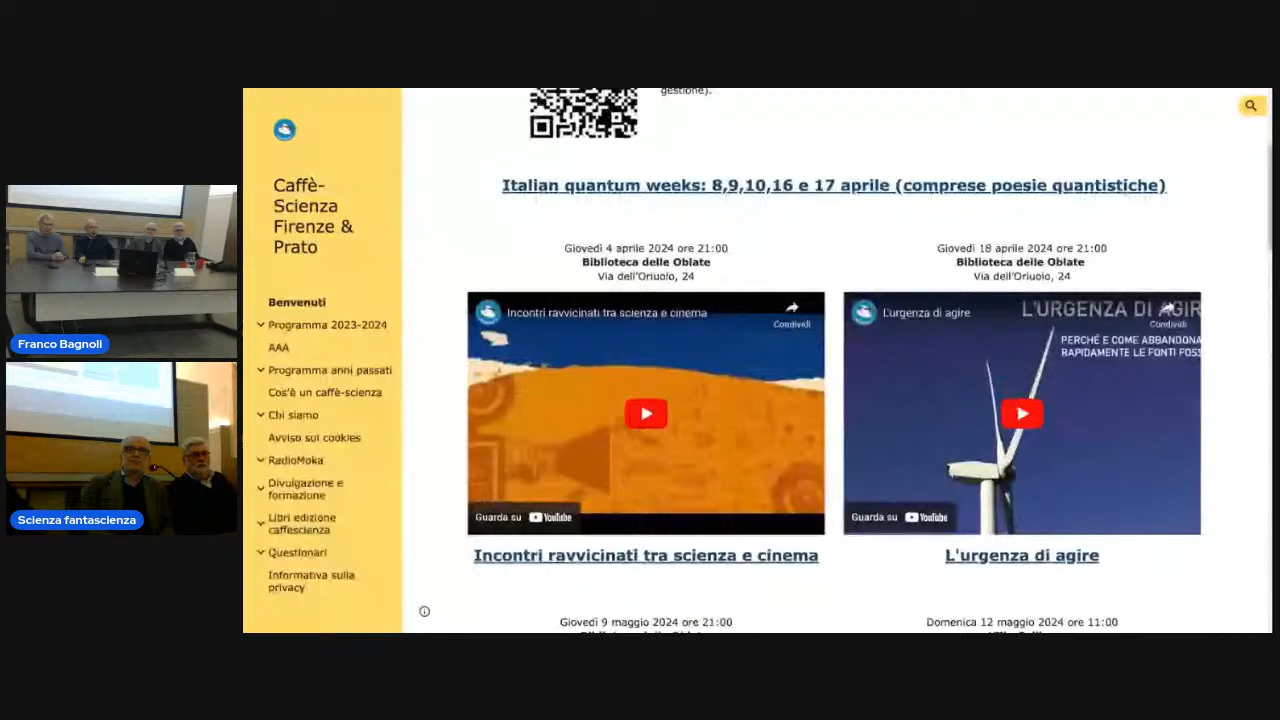 gestione).
Caffè-
Scienza
Firenze &
Prato
Benvenuti
Programma 2023-2024
AAA
Programma anni passati
Cos'è un caffè-scienza
Chi siamo
Avviso sui cookies
RadioMoka
Divulgazione e
formazione
Libri edizione
caffescienza
Questionari
Informativa sulla
privacy
Italian quantum weeks: 8,9,10,16 e 17 aprile (comprese poesie quantistiche)
Giovedì 4 aprile 2024 ore 21:00
Biblioteca delle Oblate
Via dell'Oriuolo, 24
Incontri ravvicinati tra scienza e cinema
Condividi
Guarda su YouTube
Incontri ravvicinati tra scienza e cinema
Giovedì 18 aprile 2024 ore 21:00
Biblioteca delle Oblate
Via dell'Oriuolo, 24
L'urgenza di agire
L'URGENZA DI AGIR
Condividi
PERCHÉ E COME ABBANDONA
RAPIDAMENTE LE FONTI FOSS
Guarda su YouTube
L'urgenza di agire
Giovedì 9 maggio 2024 ore 21:00
Domenica 12 maggio 2024 ore 11:00
Franco Bagnoli
Scienza fantascienza